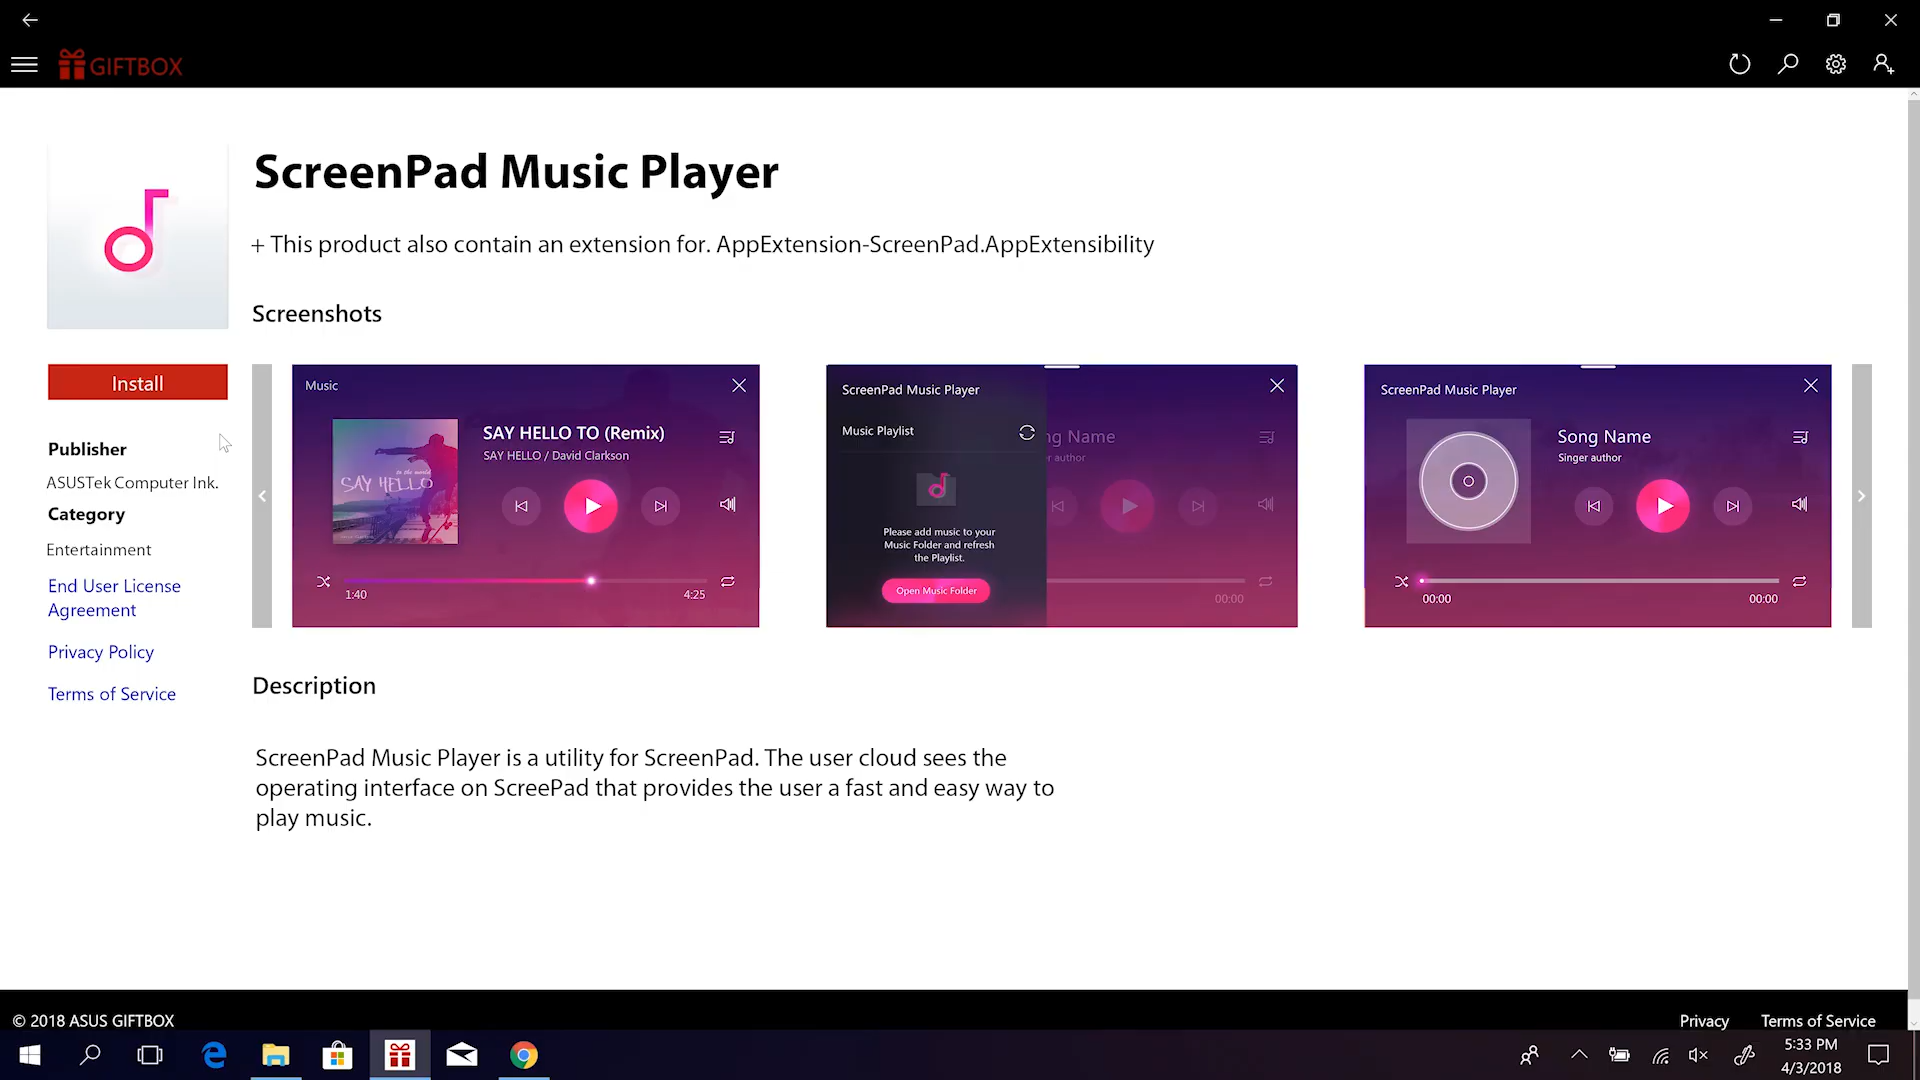 GIFTBOX
ScreenPad Music Player
+ This product also contain an extension for. AppExtension-ScreenPad.AppExtensibility
Screenshots
Install
Publisher
ASUSTek Computer Ink.
Category
Entertainment
End User License
Agreement
Privacy Policy
Terms of Service
Music
SAY HELLO TO (Remix)
SAY HELLO / David Clarkson
to the world
SAY HELLO
1:40
4:25
ScreenPad Music Player
Music Playlist
ng Name
r author
Please add music to your
Music Folder and refresh
the Playlist.
Open Music Folder
00:00
ScreenPad Music Player
Song Name
Singer author
00:00
00:00
Description
ScreenPad Music Player is a utility for ScreenPad. The user cloud sees the
operating interface on ScreePad that provides the user a fast and easy way to
play music.
© 2018 ASUS GIFTBOX
Privacy
Terms of Service
5:33 PM
4/3/2018